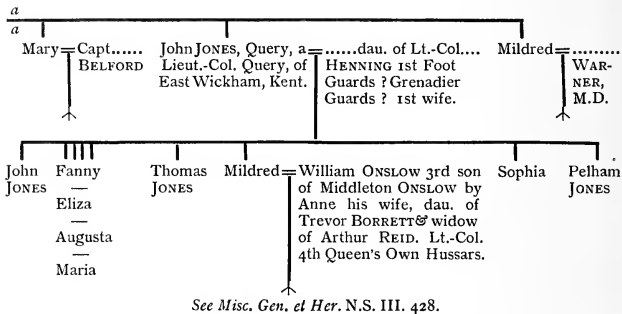 a
a
Mary=Capt...... John JONES, Query, a=......dau. of Lt.-Col.... Mildred=.........
BELFORD Lieut.-Col. Query, of HENNING 1st Foot WAR-
East Wickham, Kent. Guards ? Grenadier NER,
Guards ? 1st wife. M.D.
John Fanny Thomas Mildred=William ONSLOW 3rd son Sophia Pelham
JONES — JONES of Middleton ONSLOW by JONES
Eliza Anne his wife, dau. of
— Trevor BORRETT & widow
Augusta of Arthur REID. Lt.-Col.
— 4th Queen's Own Hussars.
Maria
See Misc. Gen. et Her. N.S. III. 428.